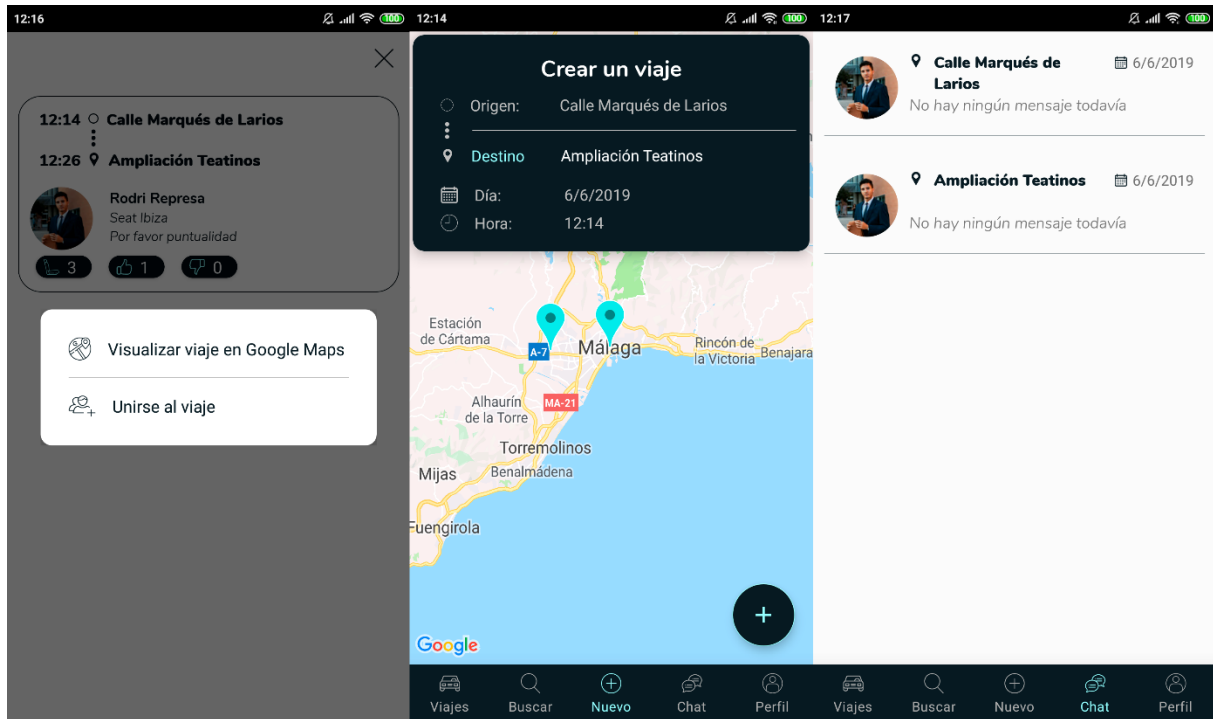 12:16
100
12:14 Calle Marqués de Larios
12:26 Ampliación Teatinos
Rodri Represa
Seat Ibiza
Por favor puntualidad
3 1 0
Visualizar viaje en Google Maps
Unirse al viaje
12:14
100
Crear un viaje
Origen: Calle Marqués de Larios
Destino Ampliación Teatinos
Día: 6/6/2019
Hora: 12:14
Estación
de Cártama
A-7
Málaga
Rincón de
la Victoria
Benajara
Alhaurín
de la Torre
MA-21
Torremolinos
Mijas
Benalmádena
Fuengirola
+
Google
Viajes Buscar Nuevo Chat Perfil
12:17
100
Calle Marqués de
Larios
6/6/2019
No hay ningún mensaje todavía
Ampliación Teatinos
6/6/2019
No hay ningún mensaje todavía
Viajes Buscar Nuevo Chat Perfil